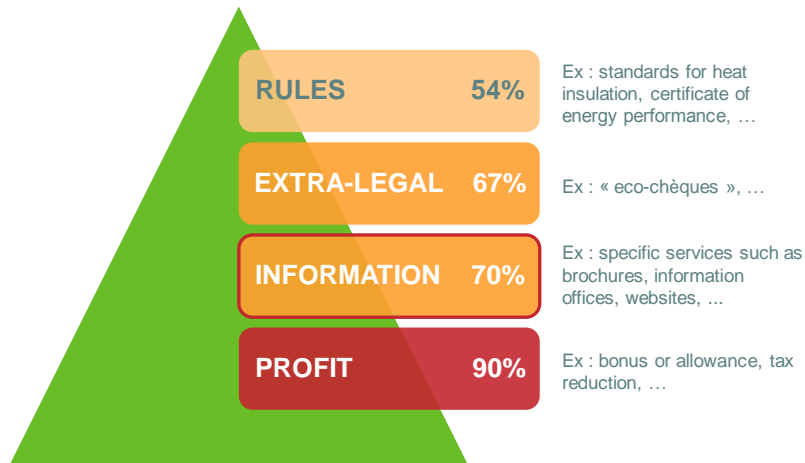 RULES 54%
Ex : standards for heat
insulation, certificate of
energy performance, …
EXTRA-LEGAL 67%
Ex : « eco-chèques », …
INFORMATION 70%
Ex : specific services such as
brochures, information
offices, websites, ...
PROFIT 90%
Ex : bonus or allowance, tax
reduction, …